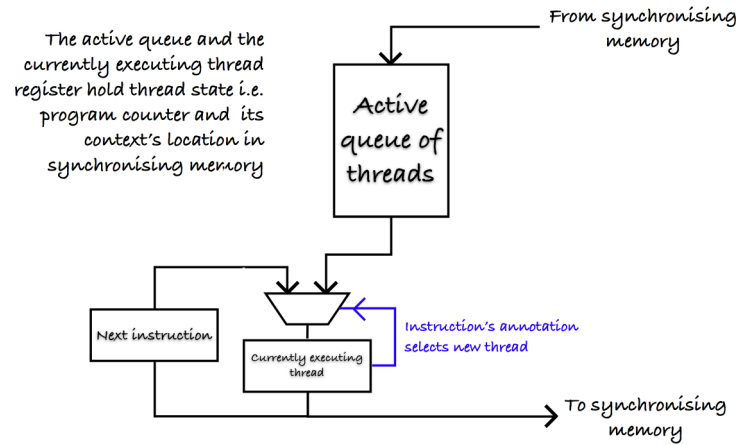 From synchronising
memory
The active queue and the
currently executing thread
register hold thread state i.e.
program counter and its
context's location in
synchronising memory
Active
queue of
threads
Next instruction
Currently executing
thread
Instruction's annotation
selects new thread
To synchronising
memory